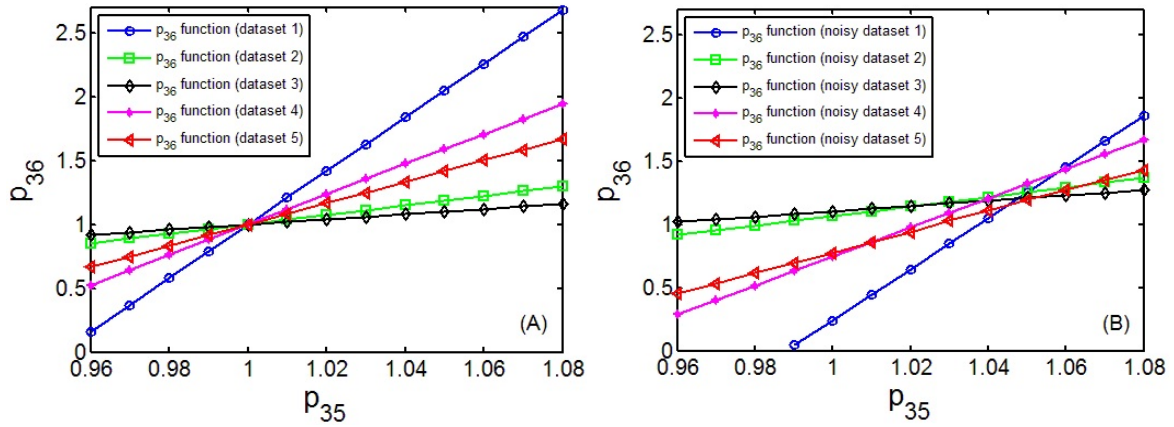 2.5
2
1.5
1
0.5
0
p36
p36 function (dataset 1)
p36 function (dataset 2)
p36 function (dataset 3)
p36 function (dataset 4)
p36 function (dataset 5)
(A)
0.96 0.98 1 1.02 1.04 1.06 1.08
p35
2.5
2
1.5
1
0.5
0
p36
p36 function (noisy dataset 1)
p36 function (noisy dataset 2)
p36 function (noisy dataset 3)
p36 function (noisy dataset 4)
p36 function (noisy dataset 5)
(B)
0.96 0.98 1 1.02 1.04 1.06 1.08
p35